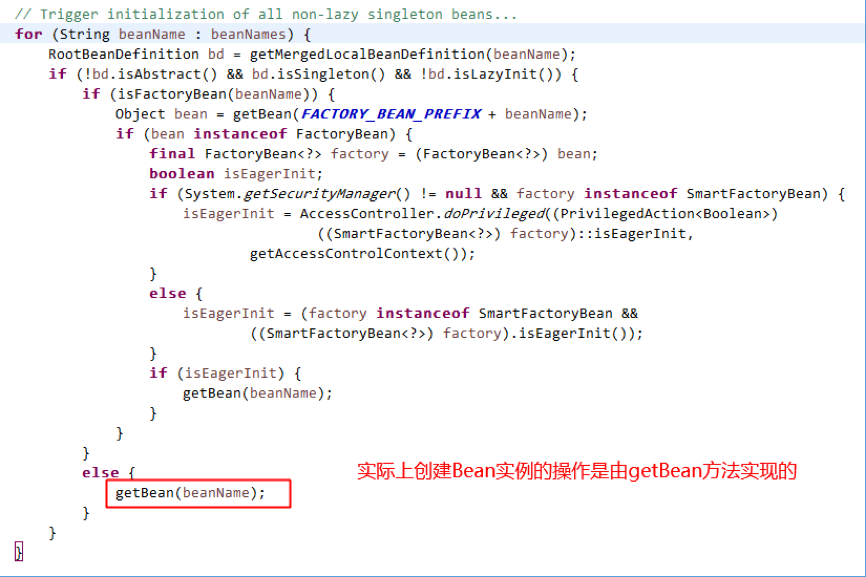 // Trigger initialization of all non-lazy singleton beans...
for (String beanName : beanNames) {
    RootBeanDefinition bd = getMergedLocalBeanDefinition(beanName);
    if (!bd.isAbstract() && bd.isSingleton() && !bd.isLazyInit()) {
        if (isFactoryBean(beanName)) {
            Object bean = getBean(FACTORY_BEAN_PREFIX + beanName);
            if (bean instanceof FactoryBean) {
                final FactoryBean<?> factory = (FactoryBean<?>) bean;
                boolean isEagerInit;
                if (System.getSecurityManager() != null && factory instanceof SmartFactoryBean) {
                    isEagerInit = AccessController.doPrivileged((PrivilegedAction<Boolean>)
                                    ((SmartFactoryBean<?>) factory)::isEagerInit,
                            getAccessControlContext());
                }
                else {
                    isEagerInit = (factory instanceof SmartFactoryBean &&
                            ((SmartFactoryBean<?>) factory).isEagerInit());
                }
                if (isEagerInit) {
                    getBean(beanName);
                }
            }
        }
        else {
实际上创建Bean实例的操作是由getBean方法实现的
            getBean(beanName);
        }
    }
}